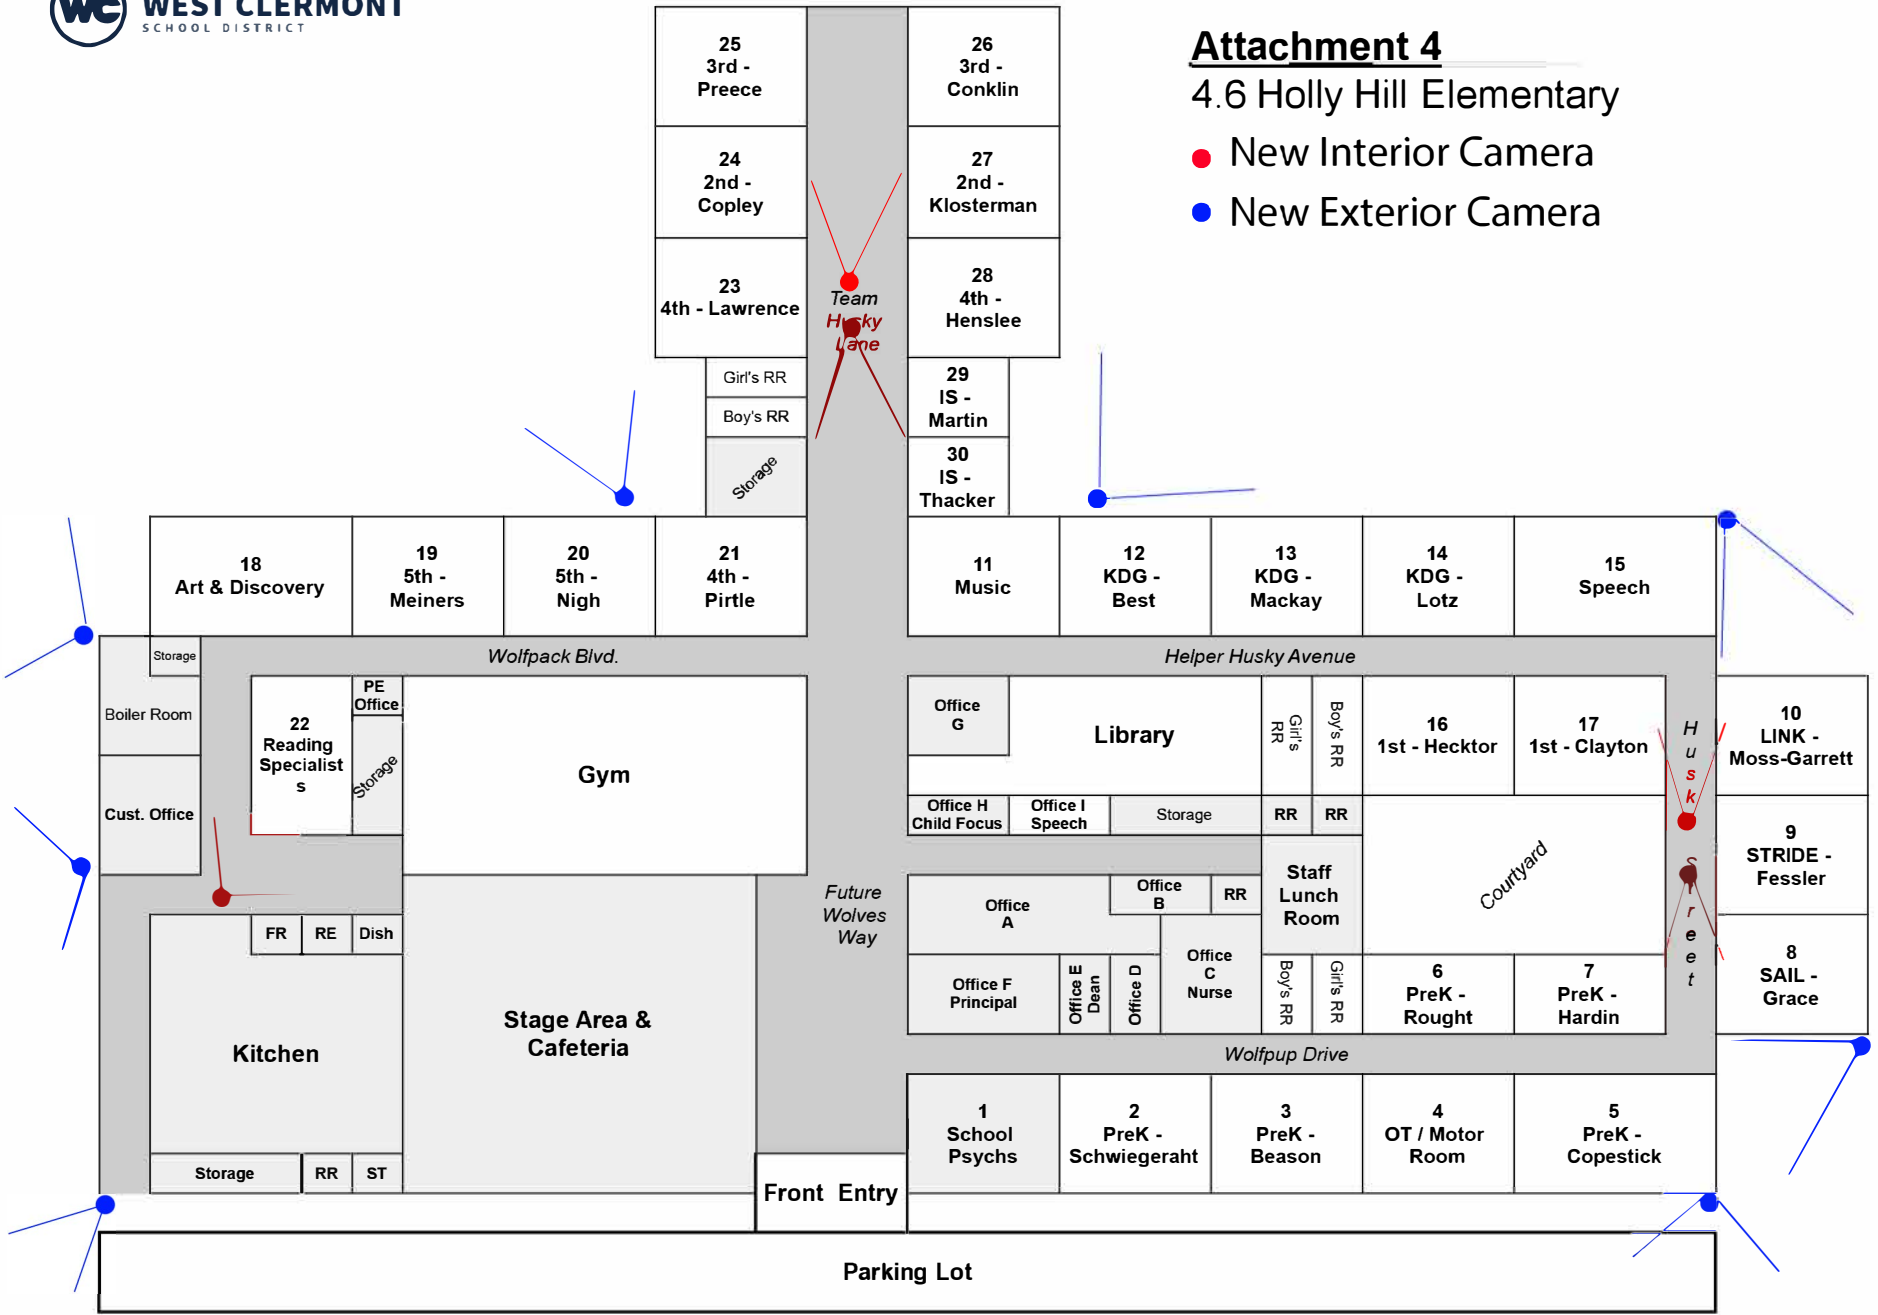 WC WEST CLERMONT
SCHOOL DISTRICT
Attachment 4
4.6 Holly Hill Elementary
New Interior Camera
New Exterior Camera
25
3rd -
Preece
26
3rd -
Conklin
24
2nd -
Copley
27
2nd -
Klosterman
23
4th - Lawrence
Team
Husky
Lane
28
4th -
Henslee
Girl's RR
Boy's RR
Storage
29
IS -
Martin
30
IS -
Thacker
18
Art & Discovery
19
5th -
Meiners
20
5th -
Nigh
21
4th -
Pirtle
11
Music
12
KDG -
Best
13
KDG -
Mackay
14
KDG -
Lotz
15
Speech
Storage
Wolfpack Blvd.
Helper Husky Avenue
Boiler Room
Cust. Office
22
Reading
Specialist
s
PE
Office
Storage
Gym
Office
G
Library
Girl's
RR
Boy's RR
16
1st - Hecktor
17
1st - Clayton
Husk Street
10
LINK -
Moss-Garrett
Office H
Child Focus
Office I
Speech
Storage
RR
RR
9
STRIDE -
Fessler
Staff
Lunch
Room
Courtyard
Future
Wolves
Way
Office
A
Office
B
RR
FR
RE
Dish
Office F
Principal
Office E
Dean
Office D
Office
C
Nurse
Boy's RR
Girl's RR
6
PreK -
Rought
7
PreK -
Hardin
8
SAIL -
Grace
Kitchen
Stage Area &
Cafeteria
Wolfpup Drive
1
School
Psychs
2
PreK -
Schwiegeraht
3
PreK -
Beason
4
OT / Motor
Room
5
PreK -
Copestick
Storage
RR
ST
Front Entry
Parking Lot